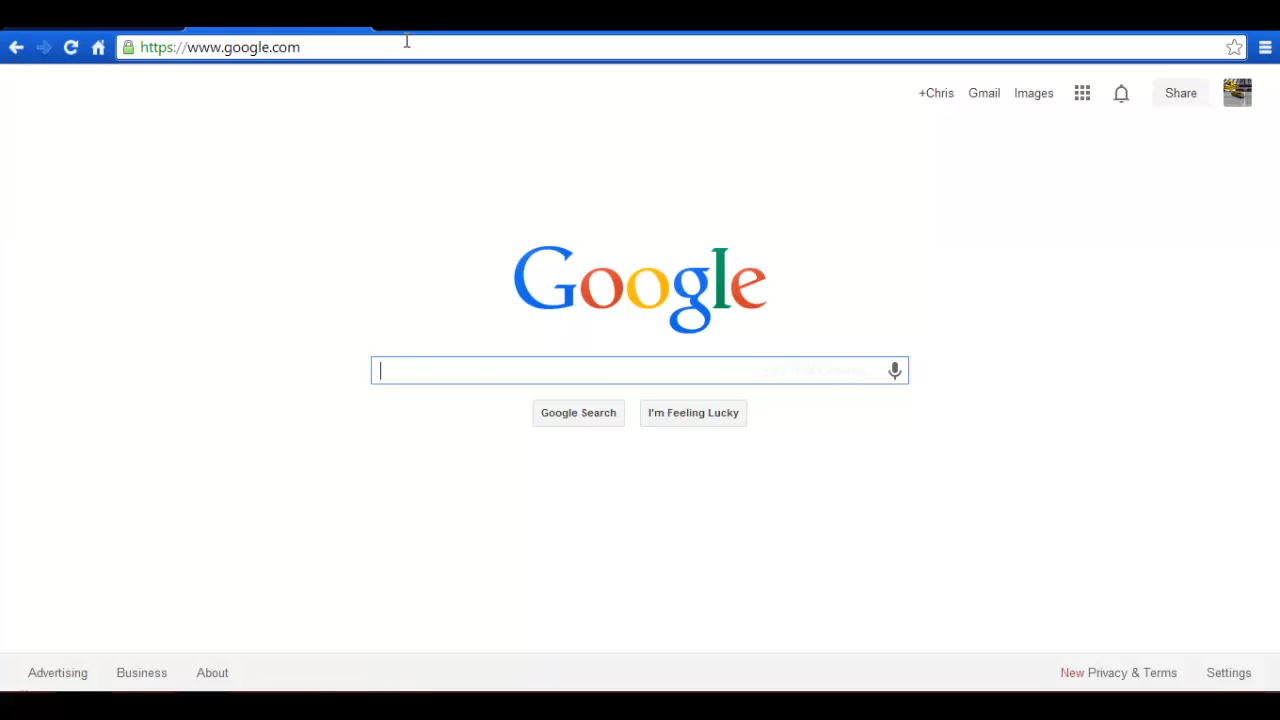 https://www.google.com
+Chris Gmail Images Share
Google
Google Search I'm Feeling Lucky
Advertising Business About New Privacy & Terms Settings